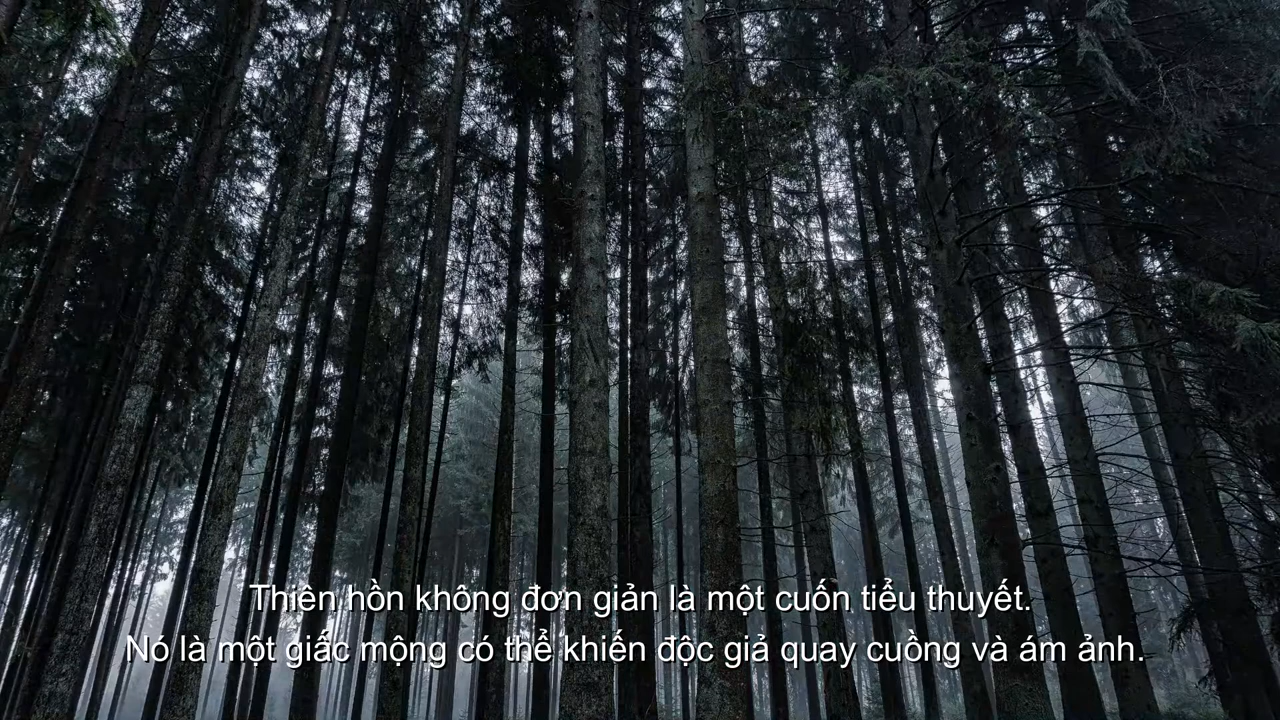 Thiên hồn không đơn giản là một cuốn tiểu thuyết.
Nó là một giấc mộng có thể khiến độc giả quay cuồng và ám ảnh.